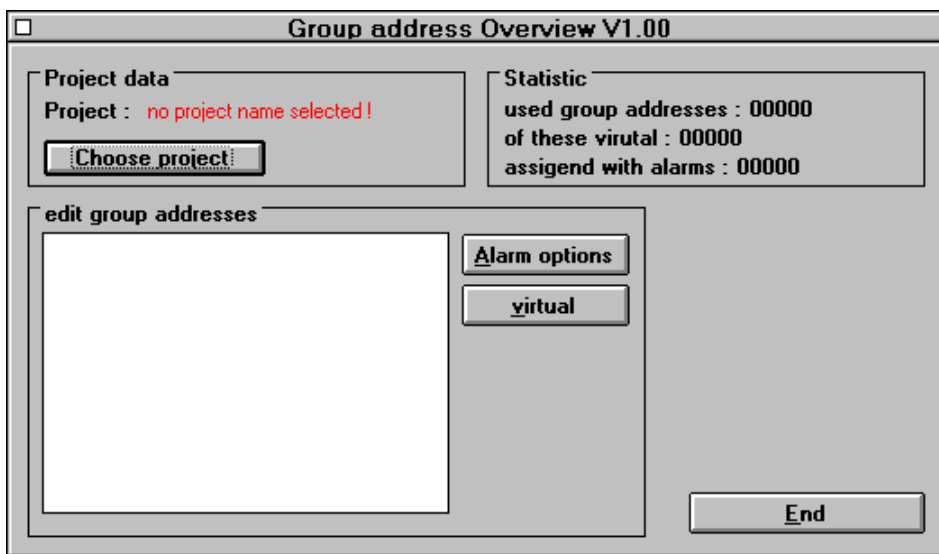 Group address Overview V1.00
Project data
Project : no project name selected !
Choose project
Statistic
used group addresses : 00000
of these virutal : 00000
assigend with alarms : 00000
edit group addresses
Alarm options
virtual
End